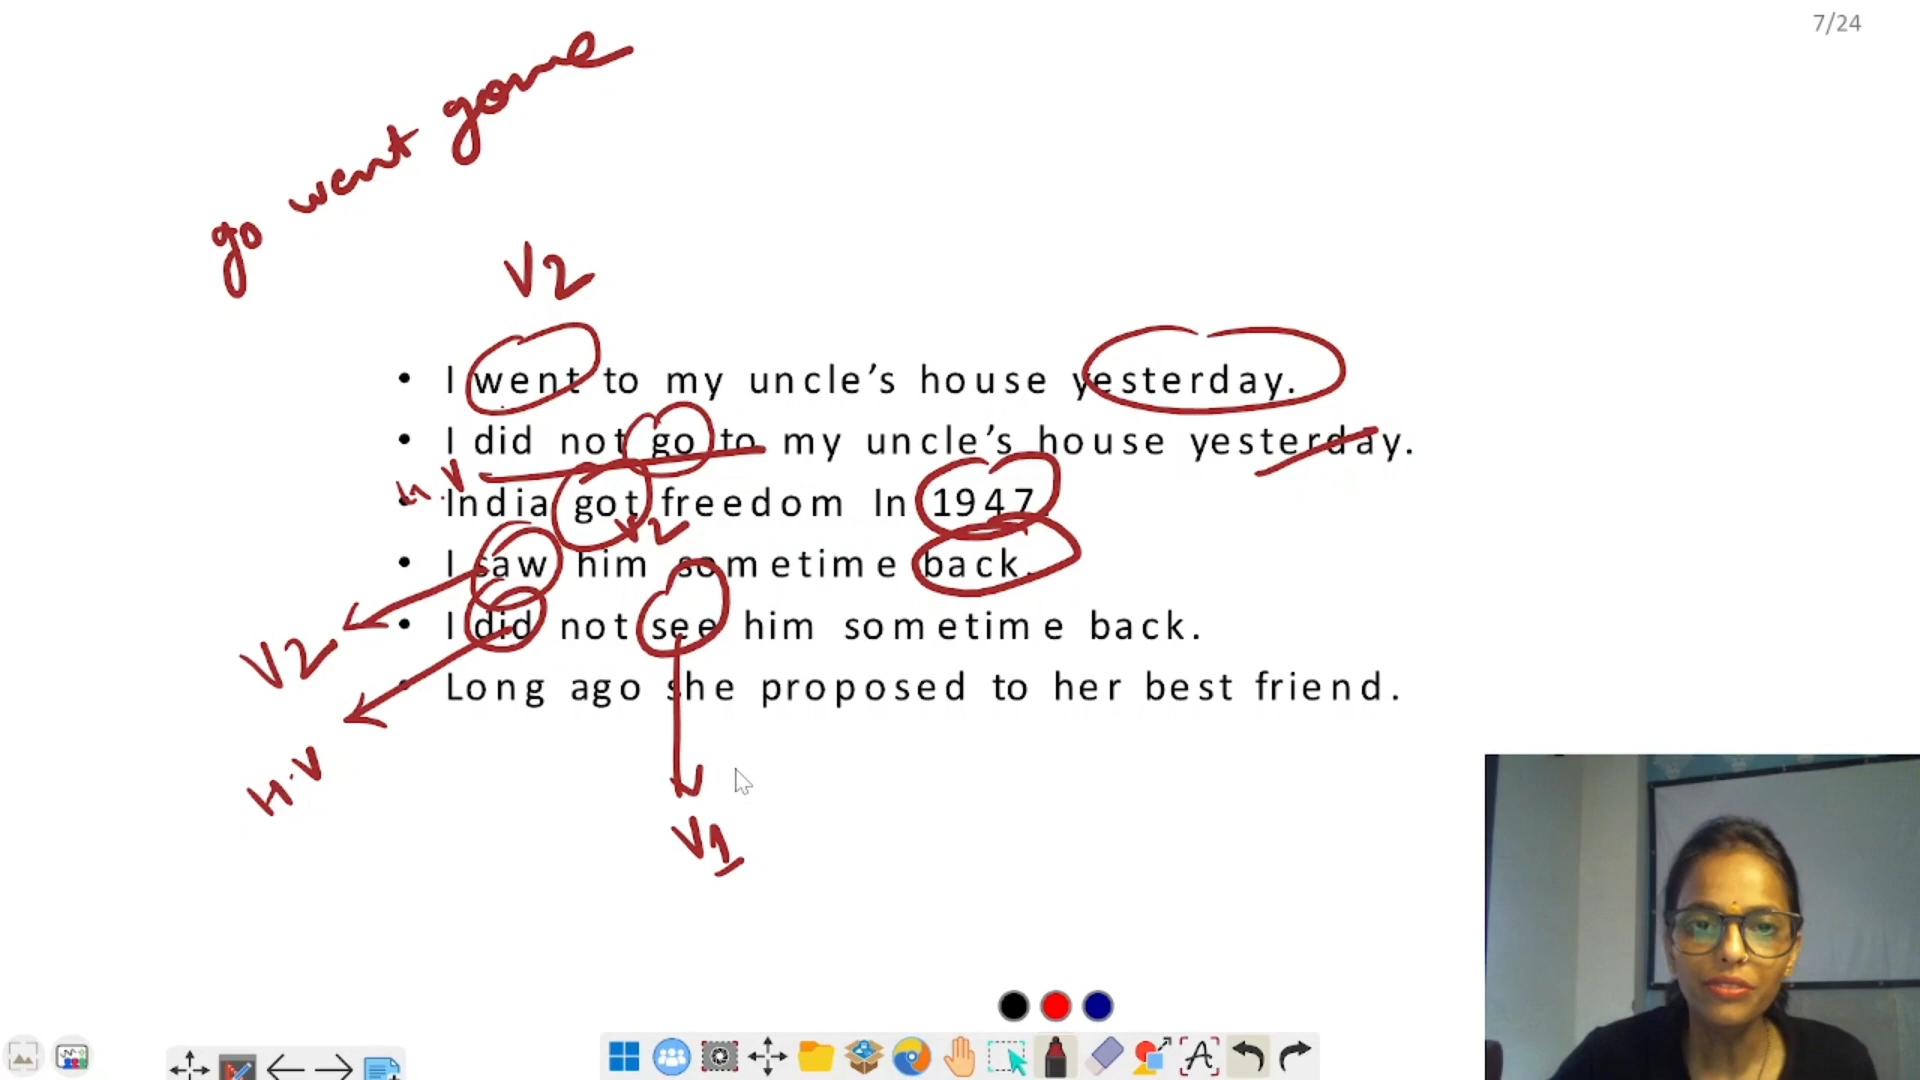 7/24
go went gone
V2
• I went to my uncle's house yesterday.
• I did not go to my uncle's house yesterday.
H.V
• India got freedom In 1947.
V2
• I saw him sometime back.
• I did not see him sometime back.
V2
• Long ago she proposed to her best friend.
H.V
V1